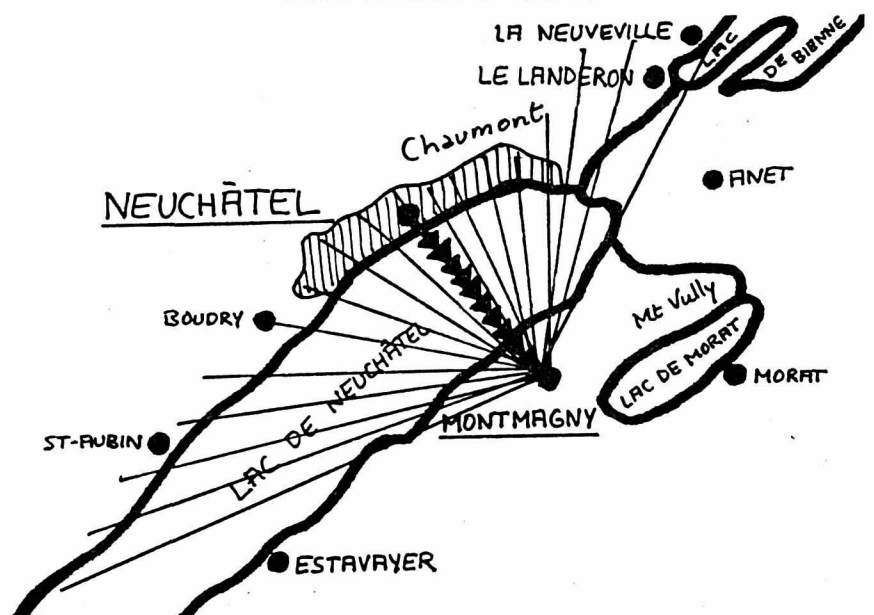 LA NEUVEVILLE
LAC
DE BIENNE
LE LANDERON
Chaumont
ANET
NEUCHÂTEL
Mt Vully
BOUDRY
LAC DE NEUCHÂTEL
LAC DE MORAT
MORAT
MONTMAGNY
ST-AUBIN
ESTAVAYER